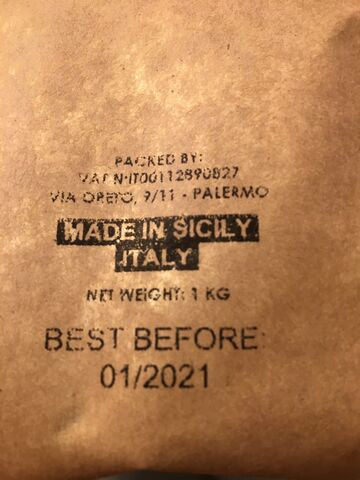 PACKED BY:
VAT N°IT00112890827
VIA ORETO, 9/11 - PALERMO
MADE IN SICILY
ITALY
NET WEIGHT: 1 KG
BEST BEFORE:
01/2021